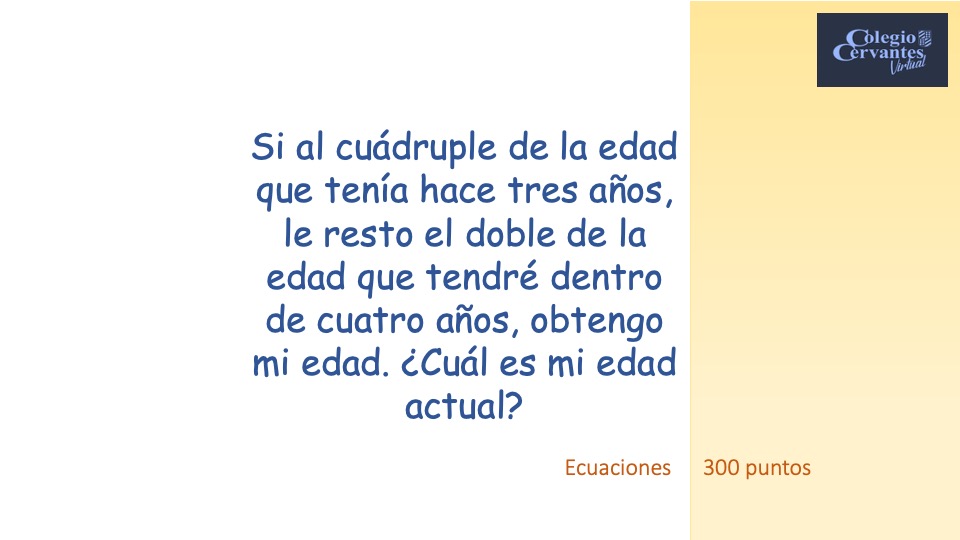 Colegio
Cervantes
Virtual
Si al cuádruple de la edad
que tenía hace tres años,
le resto el doble de la
edad que tendré dentro
de cuatro años, obtengo
mi edad. ¿Cuál es mi edad
actual?
Ecuaciones
300 puntos